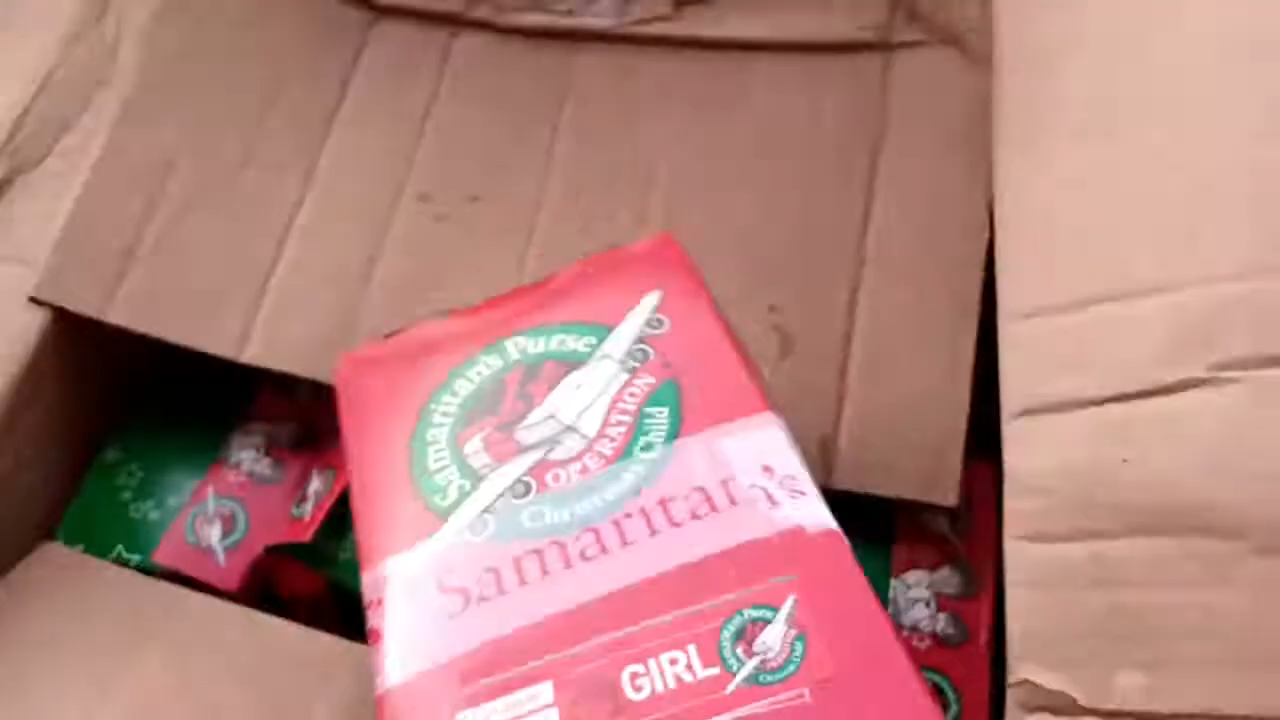 Samaritan's Purse
OPERATION
Christmas Child
Samaritan's
GIRL